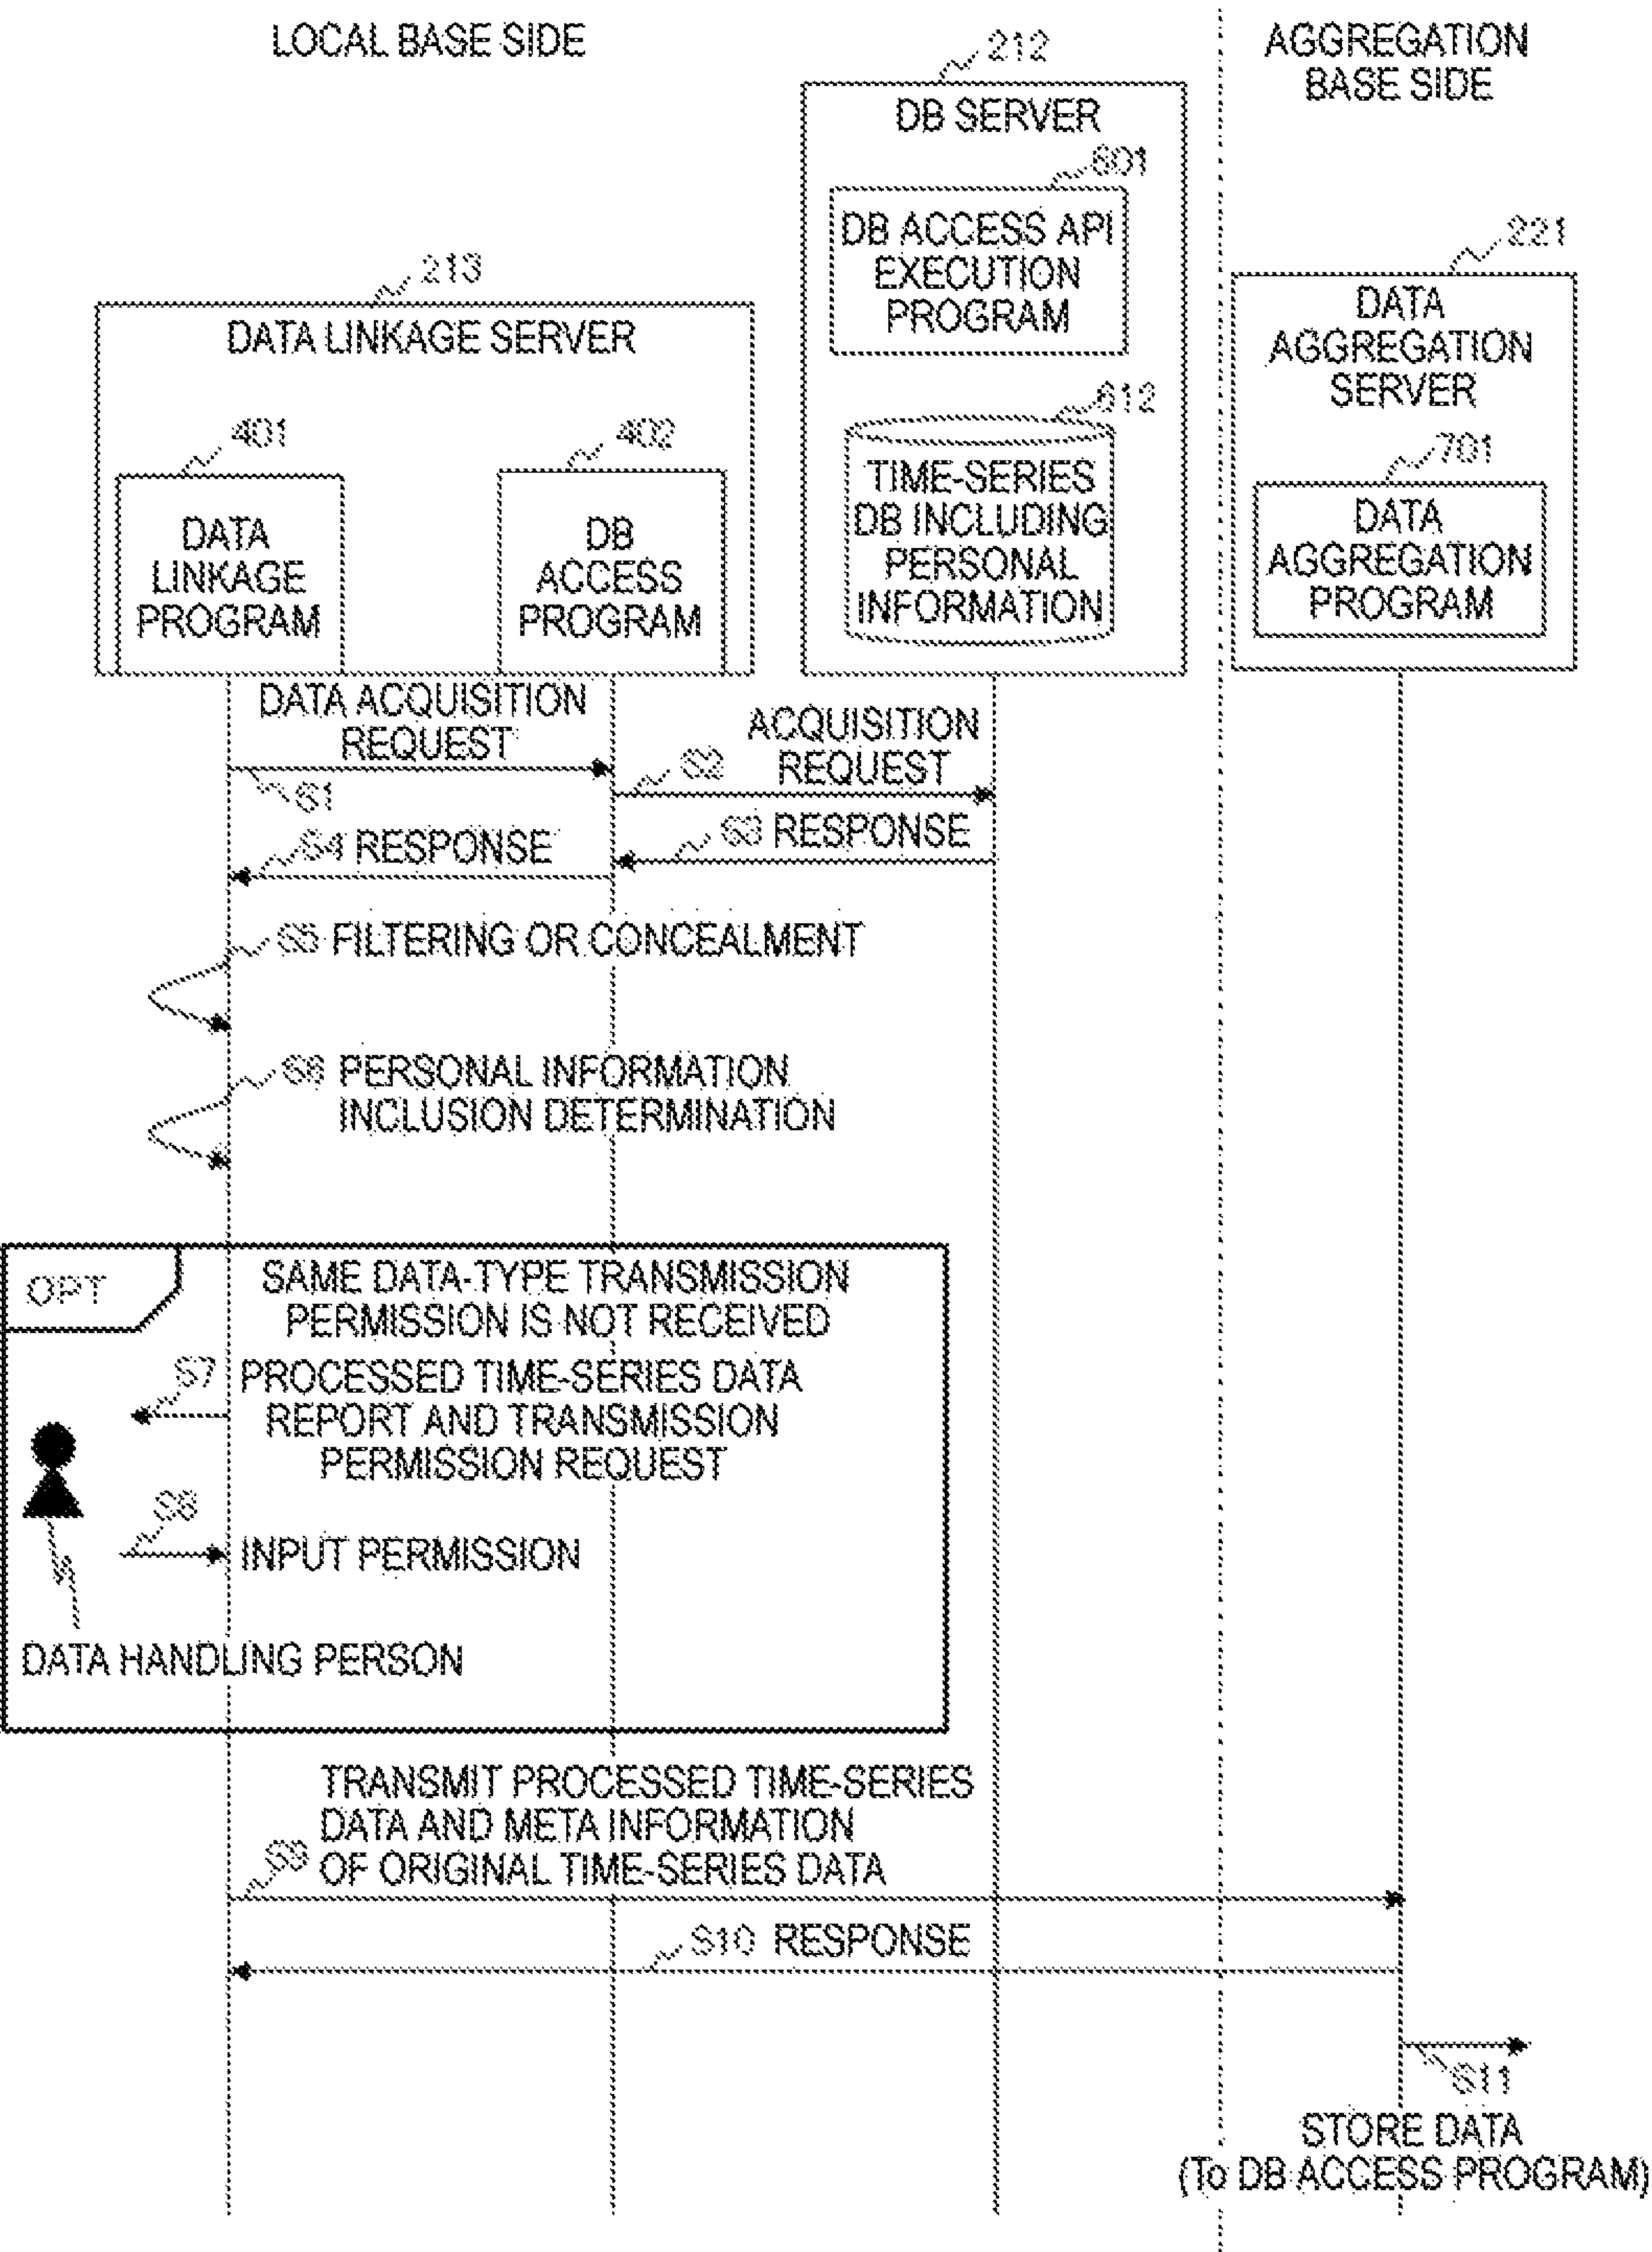 LOCAL BASE SIDE
AGGREGATION
BASE SIDE
212
DB SERVER
601
DB ACCESS API
EXECUTION
PROGRAM
612
TIME-SERIES
DB INCLUDING
PERSONAL
INFORMATION
213
DATA LINKAGE SERVER
401
DATA
LINKAGE
PROGRAM
402
DB
ACCESS
PROGRAM
221
DATA
AGGREGATION
SERVER
701
DATA
AGGREGATION
PROGRAM
DATA ACQUISITION
REQUEST
S1
ACQUISITION
S2 REQUEST
S3 RESPONSE
S4 RESPONSE
S5 FILTERING OR CONCEALMENT
S6 PERSONAL INFORMATION
INCLUSION DETERMINATION
OPT
SAME DATA-TYPE TRANSMISSION
PERMISSION IS NOT RECEIVED
S7 PROCESSED TIME-SERIES DATA
REPORT AND TRANSMISSION
PERMISSION REQUEST
S8
INPUT PERMISSION
DATA HANDLING PERSON
TRANSMIT PROCESSED TIME-SERIES
DATA AND META INFORMATION
S9 OF ORIGINAL TIME-SERIES DATA
S10 RESPONSE
S11
STORE DATA
(To DB ACCESS PROGRAM)